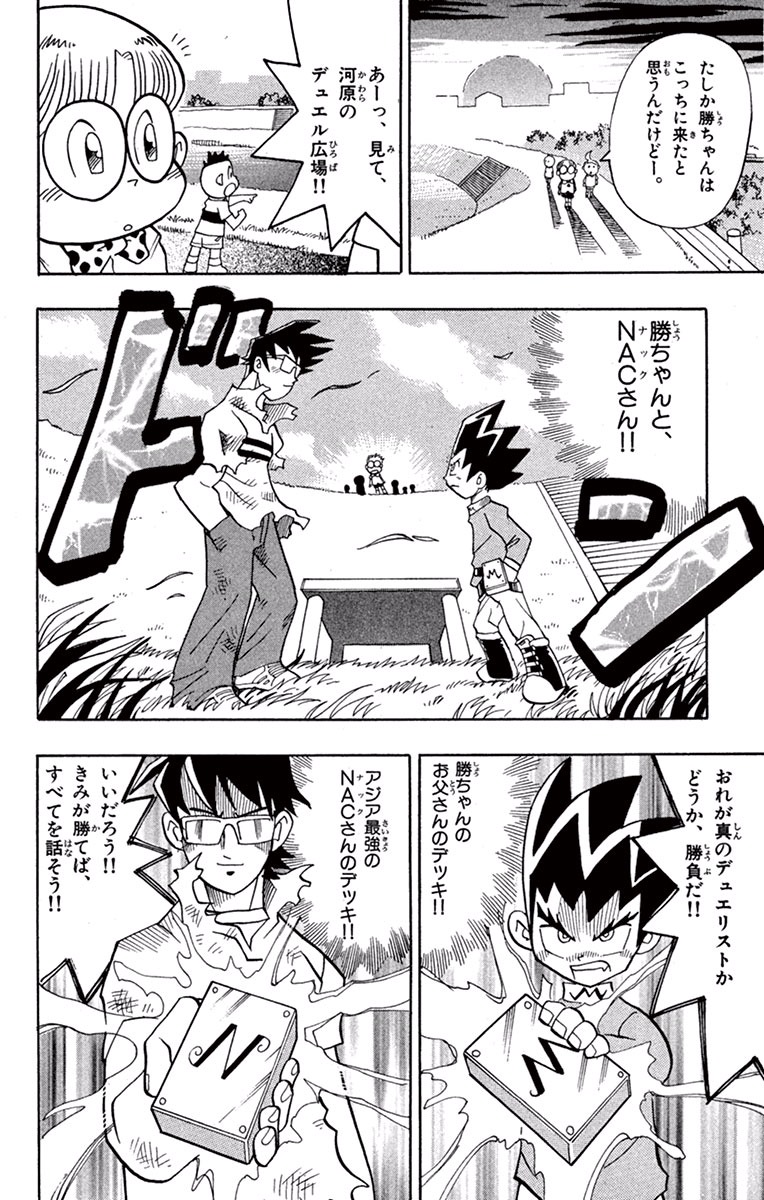 たしか勝ちゃんは
こっちに来たと
思うんだけどー。
あーっ、見て、
河原の
デュエル広場!!
勝ちゃんと、
NACさん!!
ドドドン
M
おれが真のデュエリストか
どうか、勝負だ!!
勝ちゃんの
お父さんのデッキ!!
M
アジア最強の
NACさんのデッキ!!
いいだろう!!
きみが勝てば、
すべてを話そう!!
N